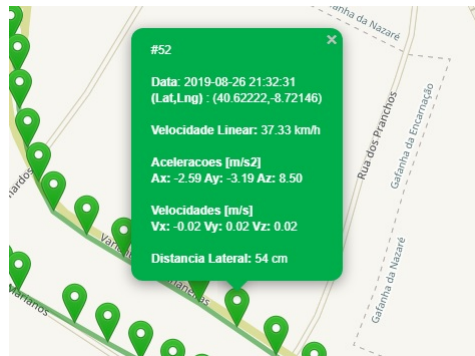 Gafanha da Nazaré
×
#52
Data: 2019-08-26 21:32:31
(Lat,Lng) : (40.62222,-8.72146)
Velocidade Linear: 37.33 km/h
Aceleracoes [m/s2]
Ax: -2.59 Ay: -3.19 Az: 8.50
Velocidades [m/s]
Vx: -0.02 Vy: 0.02 Vz: 0.02
Distancia Lateral: 54 cm
Rua dos Pranchos
Gafanha da Encarnação
Gafanha da Nazaré